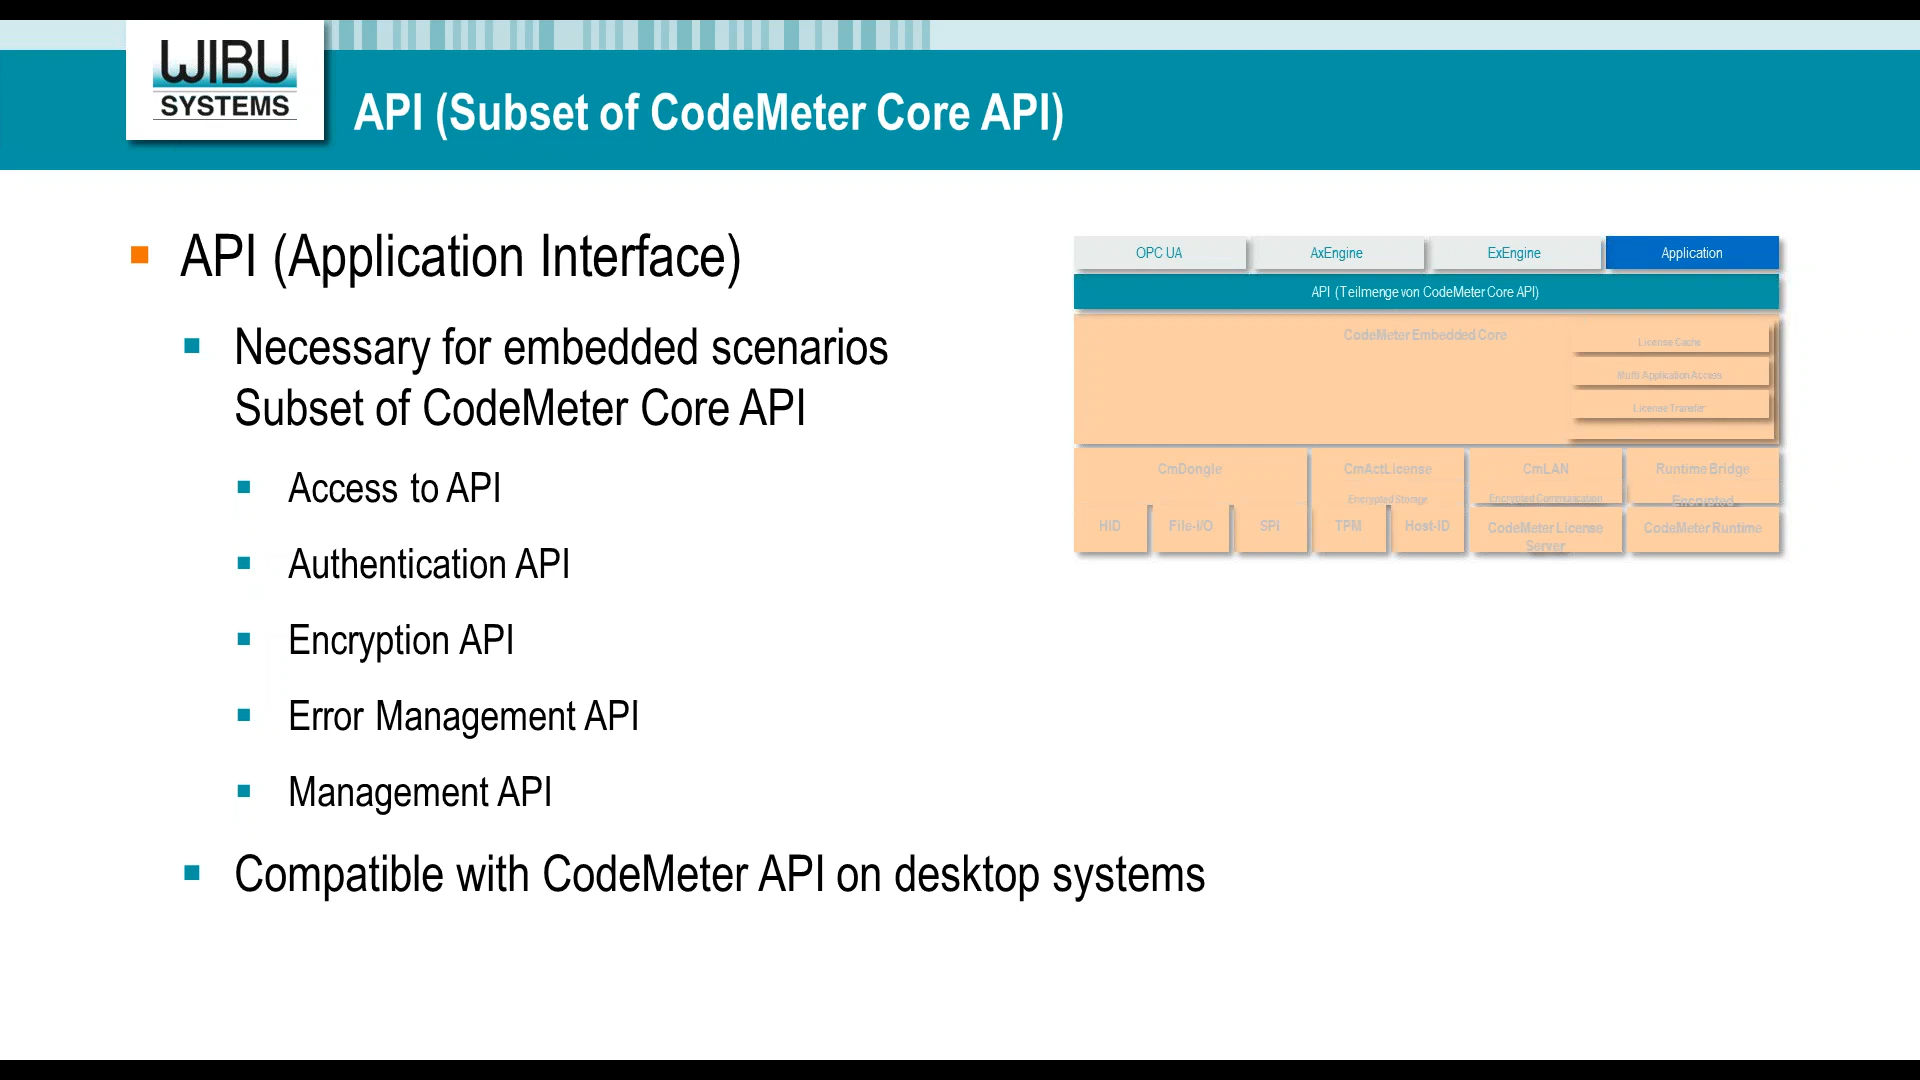 WIBU
SYSTEMS
API (Subset of CodeMeter Core API)
API (Application Interface)
Necessary for embedded scenarios
Subset of CodeMeter Core API
Access to API
Authentication API
Encryption API
Error Management API
Management API
Compatible with CodeMeter API on desktop systems
OPC UA
AxEngine
ExEngine
Application
API (Teilmenge von CodeMeter Core API)
CodeMeter Embedded Core
License Cache
Multi Application Access
License Transfer
CmDongle
CmActLicense
CmLAN
Runtime Bridge
Encrypted Storage
Encrypted Communication
Encrypted
HID
File-I/O
SPI
TPM
Host-ID
CodeMeter License
Server
CodeMeter Runtime